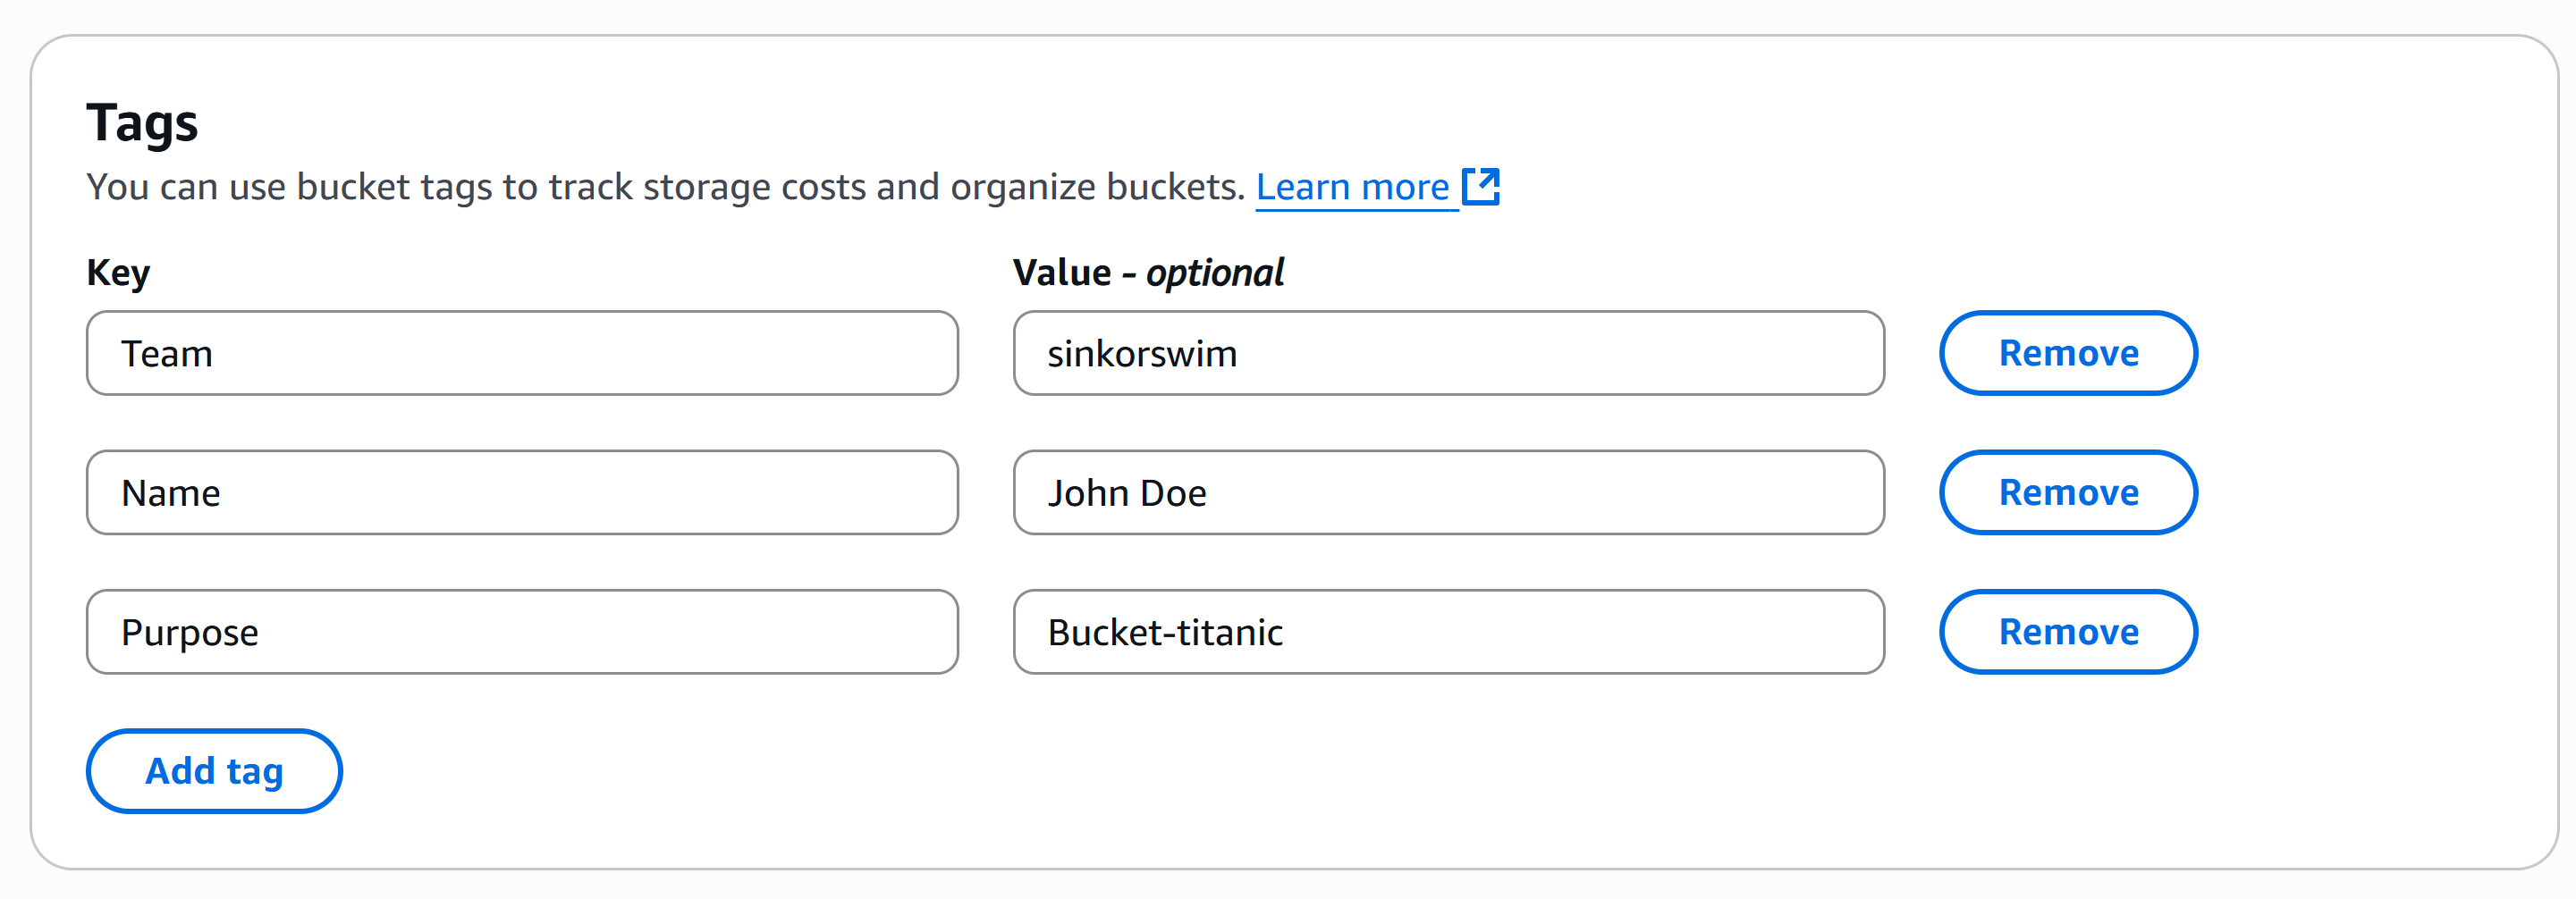 Tags
You can use bucket tags to track storage costs and organize buckets. Learn more
Key Value – optional
Team sinkorswim Remove
Name John Doe Remove
Purpose Bucket-titanic Remove
Add tag